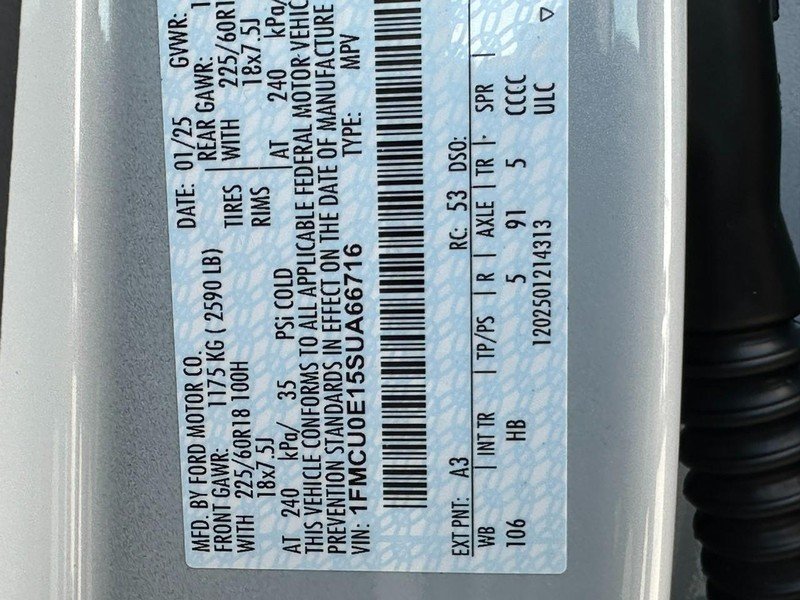 MFD. BY FORD MOTOR CO. DATE: 01/25 GVWR:
FRONT GAWR: 1175 KG ( 2590 LB) REAR GAWR:
WITH 225/60R18 100H TIRES WITH 225/60R1
18x7.5J RIMS 18x7.5J
AT 240 kPa/ 35 PSi COLD AT 240 kPa/
THIS VEHICLE CONFORMS TO ALL APPLICABLE FEDERAL MOTOR VEHIC
PREVENTION STANDARDS IN EFFECT ON THE DATE OF MANUFACTURE
VIN: 1FMCU0E15SUA66716 TYPE: MPV
EXT PNT: A3 RC: 53 DSO:
WB INT TR TP/PS R AXLE TR SPR
106 HB 5 91 5 CCCC
1202501214313 ULC